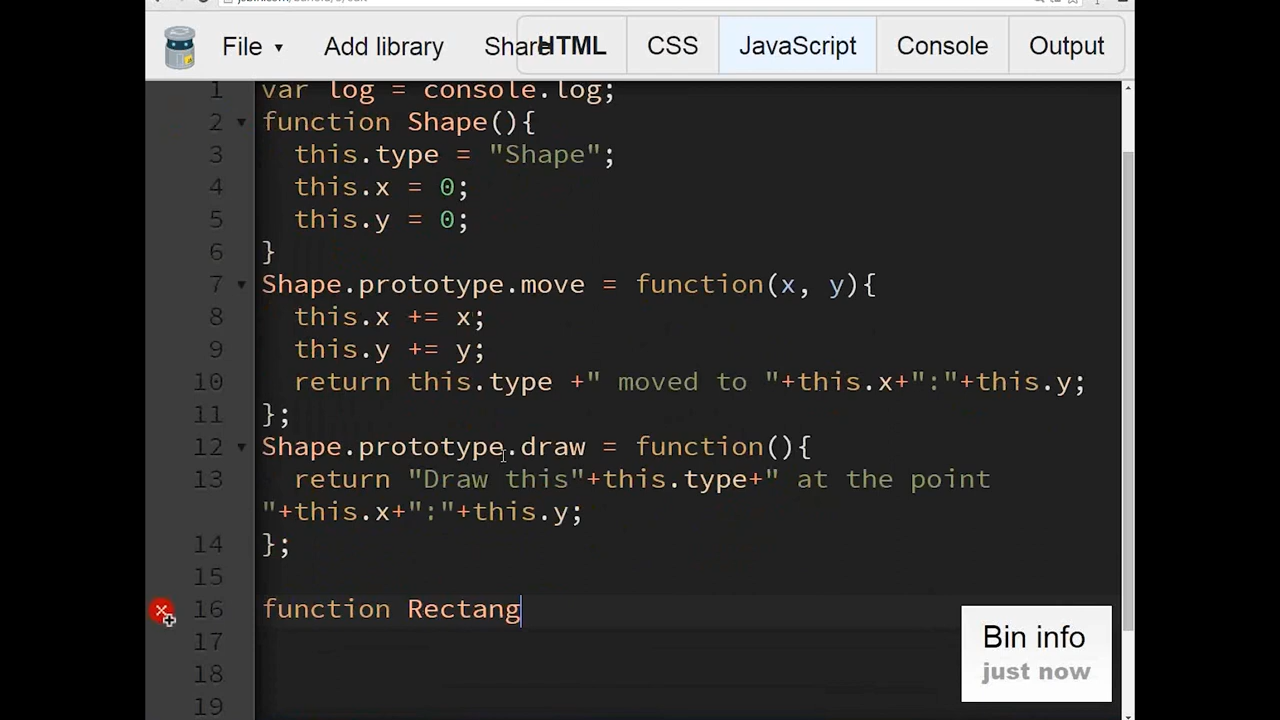 File ▾ Add library Share HTML CSS JavaScript Console Output
1 var log = console.log;
2 function Shape(){
3 this.type = "Shape";
4 this.x = 0;
5 this.y = 0;
6 }
7 Shape.prototype.move = function(x, y){
8 this.x += x;
9 this.y += y;
10 return this.type +" moved to "+this.x+":"+this.y;
11 };
12 Shape.prototype.draw = function(){
13 return "Draw this"+this.type+" at the point
"+this.x+":"+this.y;
14 };
15
16 function Rectang
17
18
19
Bin info
just now